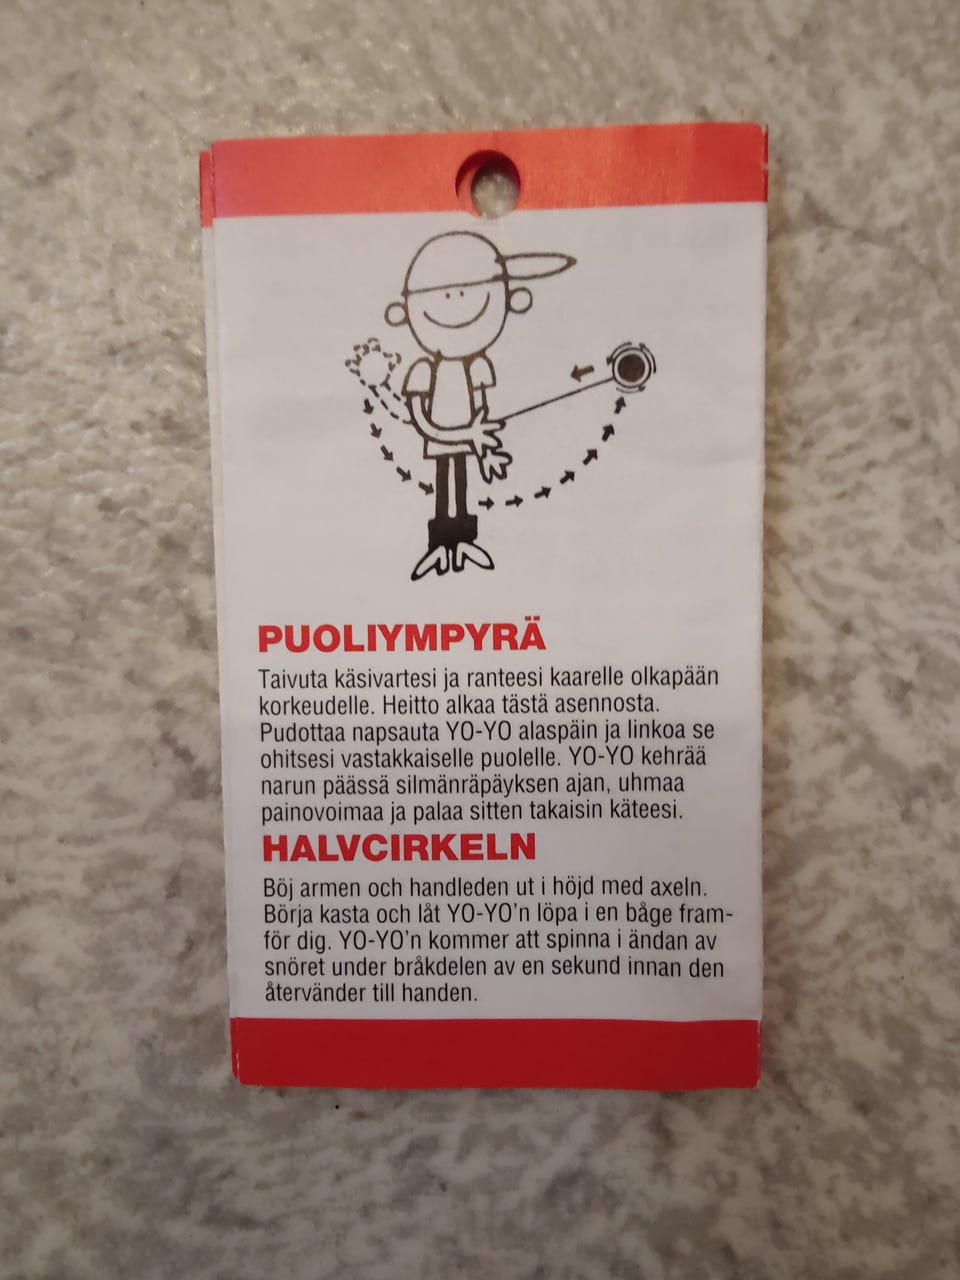 PUOLIYMPYRÄ
Taivuta käsivartesi ja ranteesi kaarelle olkapään
korkeudelle. Heitto alkaa tästä asennosta.
Pudottaa napsauta YO-YO alaspäin ja linkoa se
ohitsesi vastakkaiselle puolelle. YO-YO kehrää
narun päässä silmänräpäyksen ajan, uhmaa
painovoimaa ja palaa sitten takaisin käteesi.
HALVCIRKELN
Böj armen och handleden ut i höjd med axeln.
Börja kasta och låt YO-YO'n löpa i en båge fram-
för dig. YO-YO'n kommer att spinna i ändan av
snöret under bråkdelen av en sekund innan den
återvänder till handen.